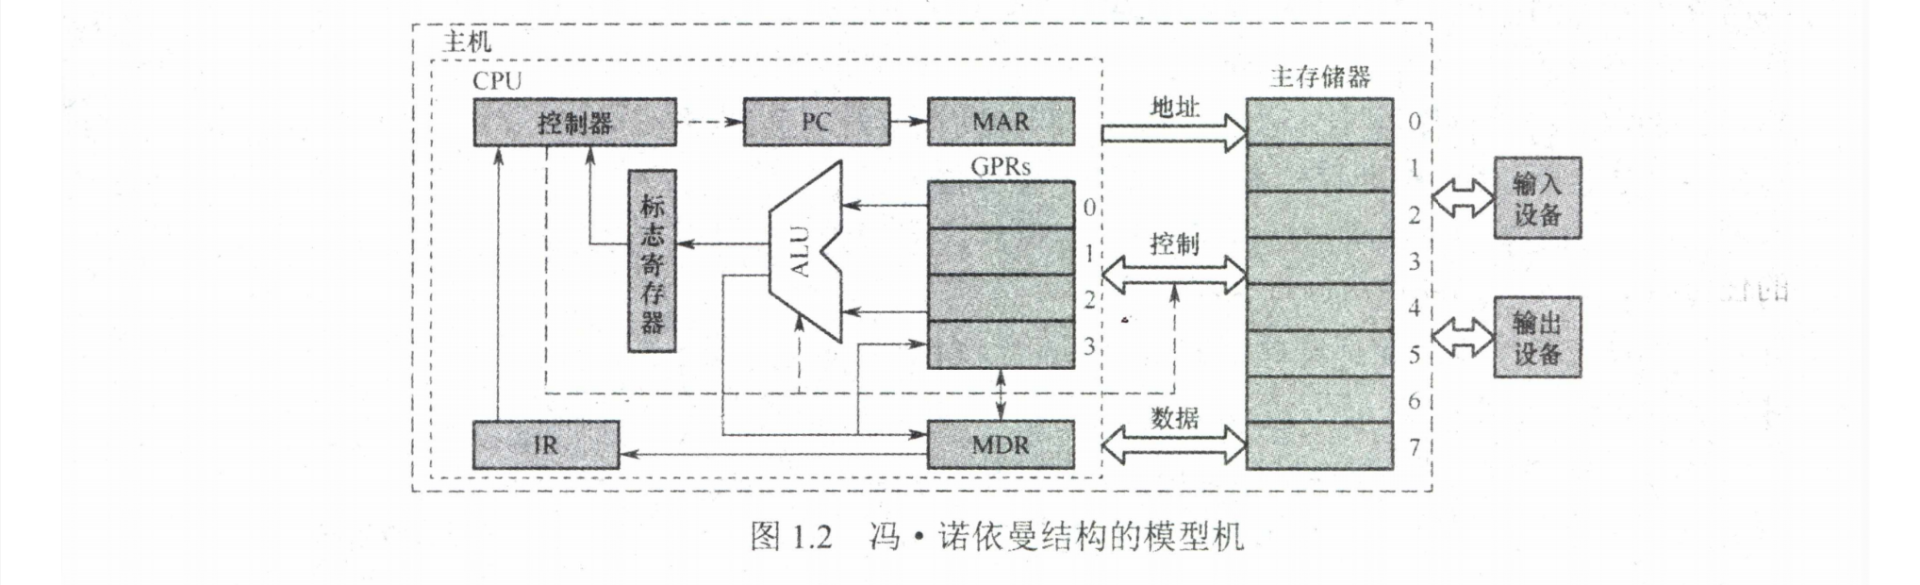 主机
CPU
主存储器
控制器
PC
MAR
地址
0
1
2
3
4
5
6
7
GPRs
0
1
2
3
标志寄存器
ALU
控制
输入
设备
输出
设备
IR
MDR
数据
图 1.2 冯·诺依曼结构的模型机